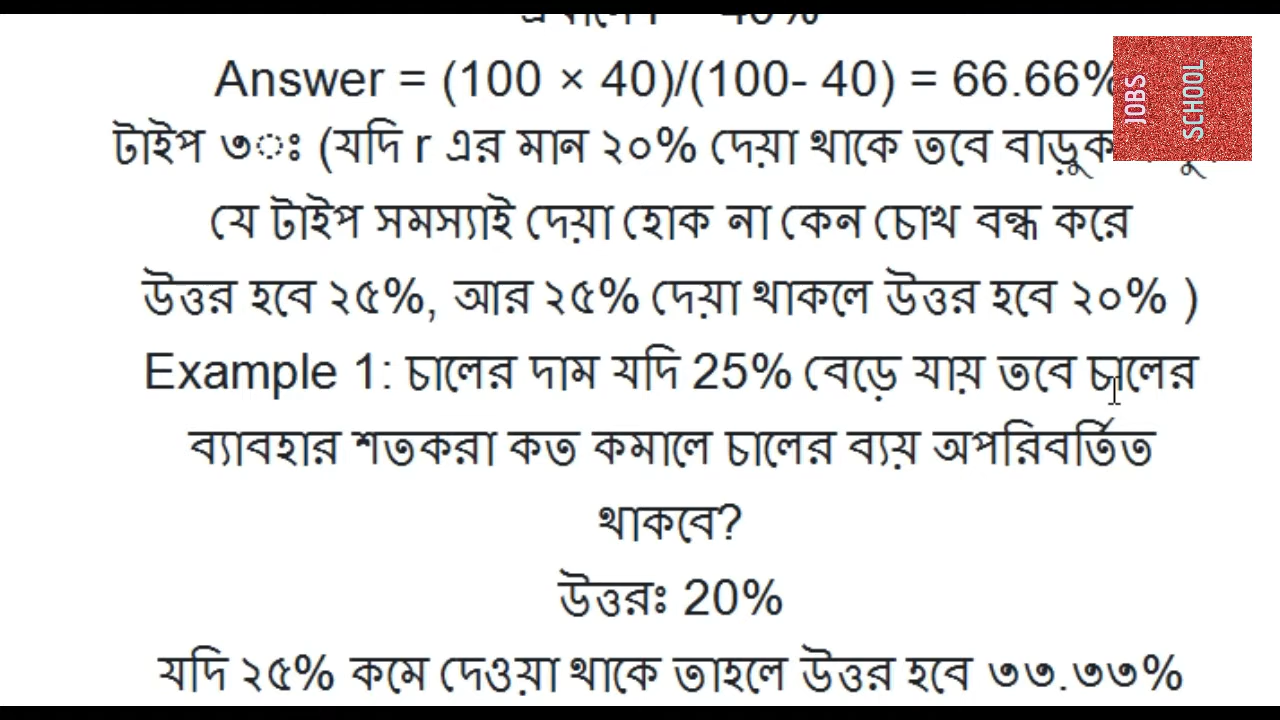 40%
Answer = (100 × 40)/(100- 40) = 66.66%
টাইপ ৩ঃ (যদি r এর মান ২০% দেয়া থাকে তবে
যে টাইপ সমস্যাই দেয়া হোক না কেন চোখ বন্ধ করে
উত্তর হবে ২৫%, আর ২৫% দেয়া থাকলে উত্তর হবে ২০% )
Example 1: চালের দাম যদি 25% বেড়ে যায় তবে চালের
ব্যাবহার শতকরা কত কমালে চালের ব্যয় অপরিবর্তিত
থাকবে?
উত্তরঃ 20%
যদি ২৫% কমে দেওয়া থাকে তাহলে উত্তর হবে ৩৩.৩৩%
JOBS
SCHOOL